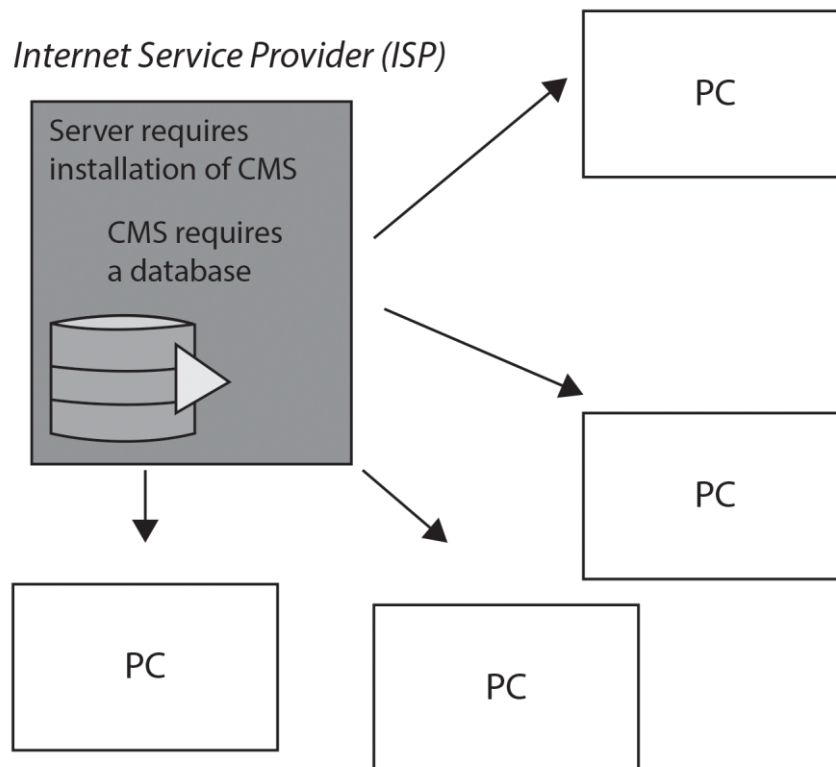 Internet Service Provider (ISP)
PC
Server requires
installation of CMS
CMS requires
a database
PC
PC
PC